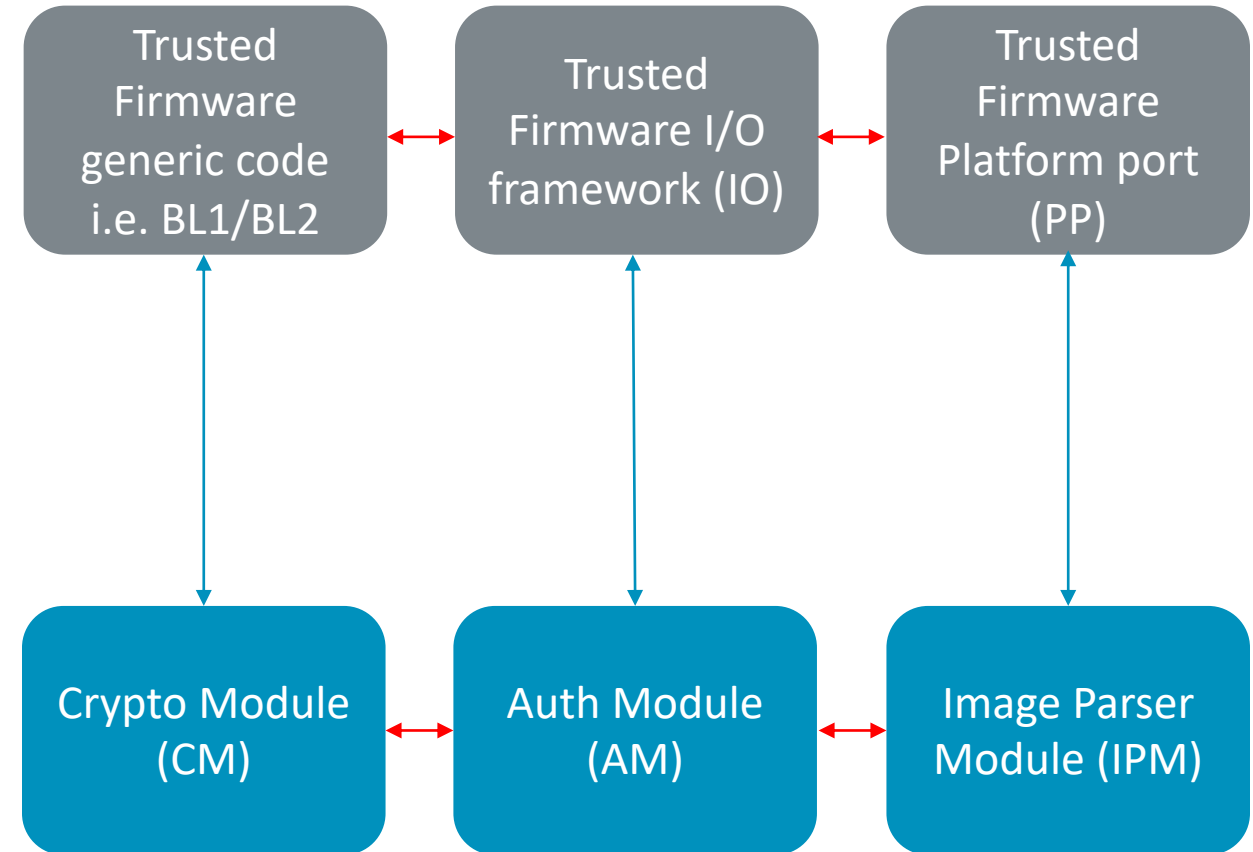 Trusted
Firmware
generic code
i.e. BL1/BL2
Trusted
Firmware I/O
framework (IO)
Trusted
Firmware
Platform port
(PP)
Crypto Module
(CM)
Auth Module
(AM)
Image Parser
Module (IPM)